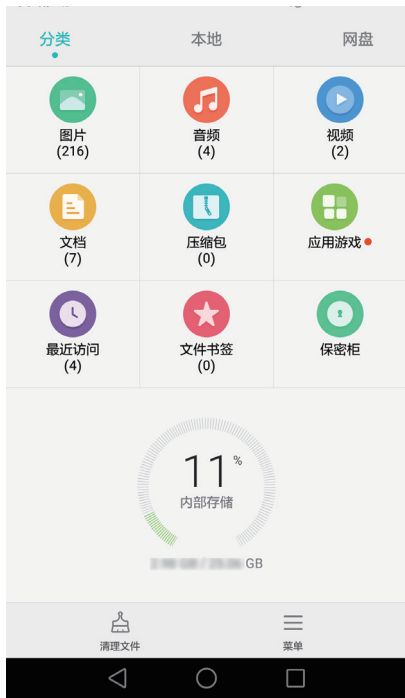 分类
本地
网盘
图片
(216)
音频
(4)
视频
(2)
文档
(7)
压缩包
(0)
应用游戏
最近访问
(4)
文件书签
(0)
保密柜
11%
内部存储
GB
清理文件
菜单